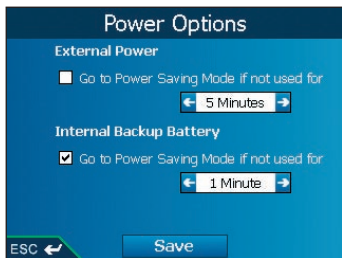 Power Options
External Power
Go to Power Saving Mode if not used for
5 Minutes
Internal Backup Battery
Go to Power Saving Mode if not used for
1 Minute
ESC
Save